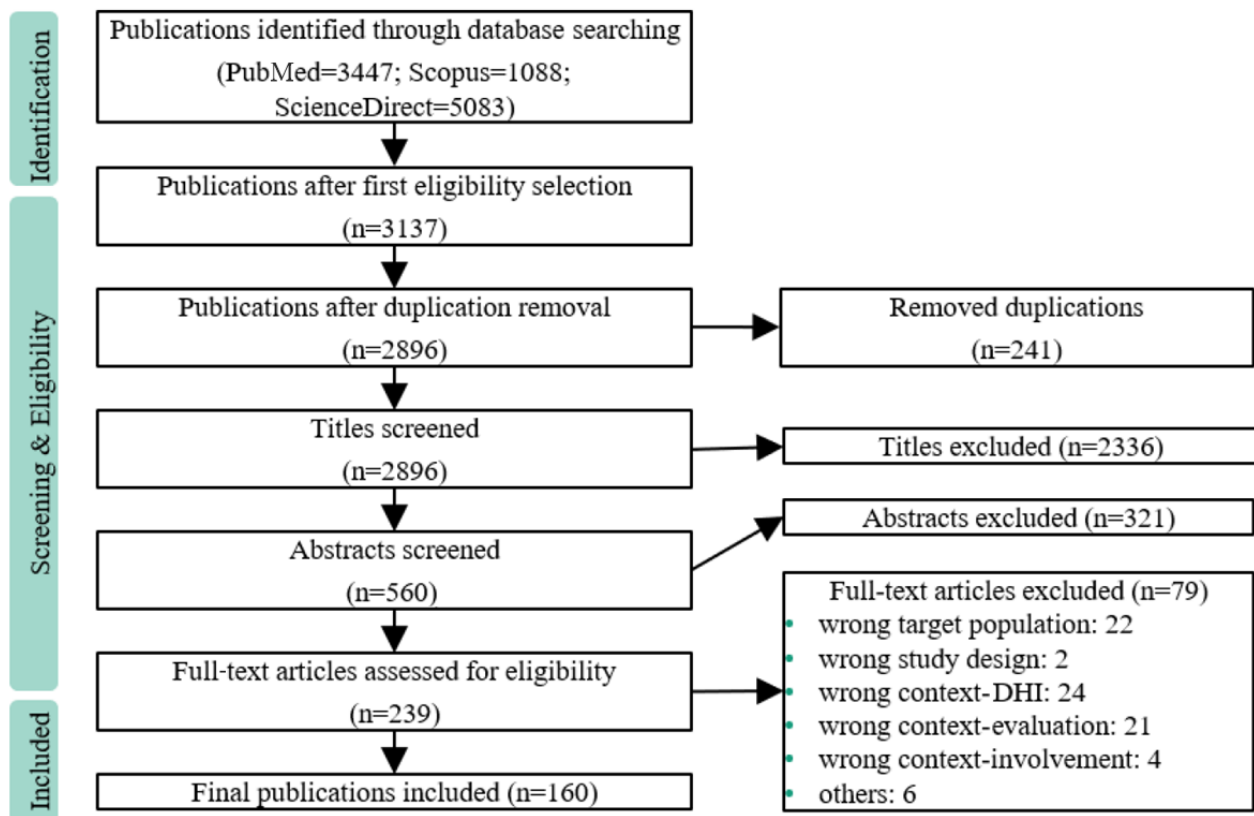 Identification
Publications identified through database searching
(PubMed=3447; Scopus=1088;
ScienceDirect=5083)
Publications after first eligibility selection
(n=3137)
Screening & Eligibility
Publications after duplication removal
(n=2896)
Removed duplications
(n=241)
Titles screened
(n=2896)
Titles excluded (n=2336)
Abstracts screened
(n=560)
Abstracts excluded (n=321)
Full-text articles assessed for eligibility
(n=239)
Full-text articles excluded (n=79)
• wrong target population: 22
• wrong study design: 2
• wrong context-DHI: 24
• wrong context-evaluation: 21
• wrong context-involvement: 4
• others: 6
Included
Final publications included (n=160)